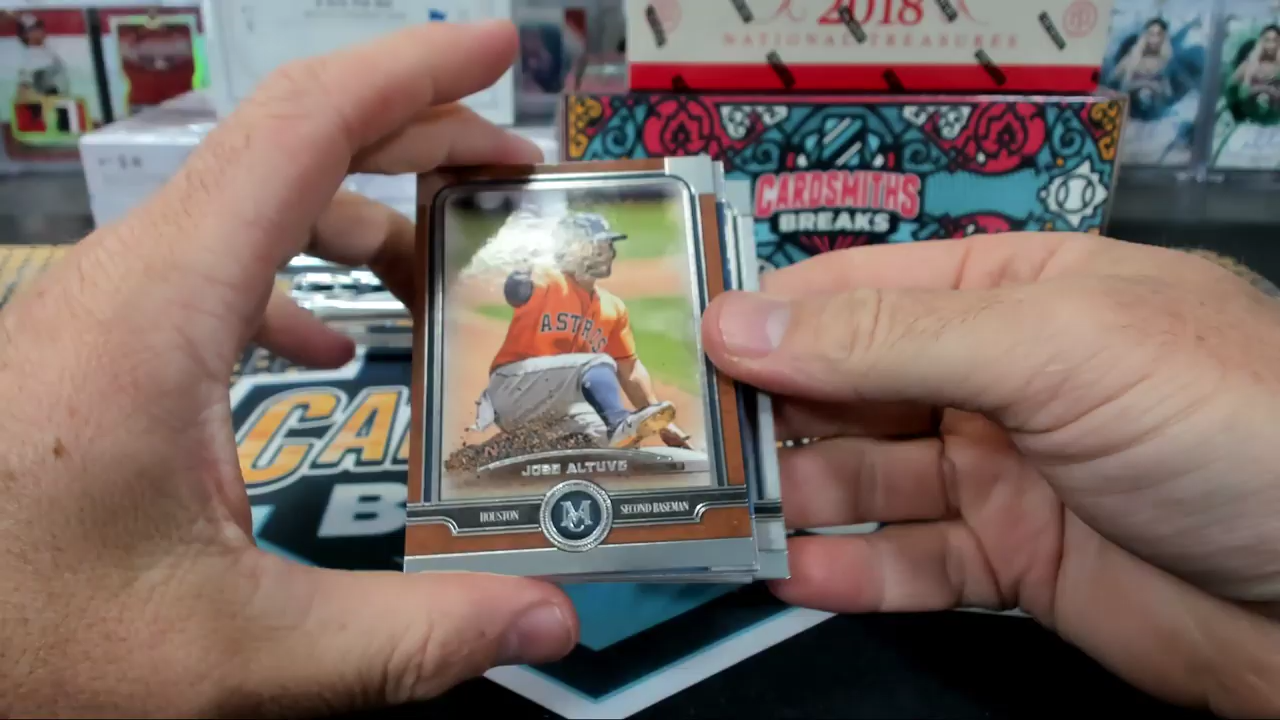 2018
NATIONAL TREASURES
CARDSMITHS
BREAKS
ASTROS
JOSE ALTUVE
HOUSTON
SECOND BASEMAN
CA
B